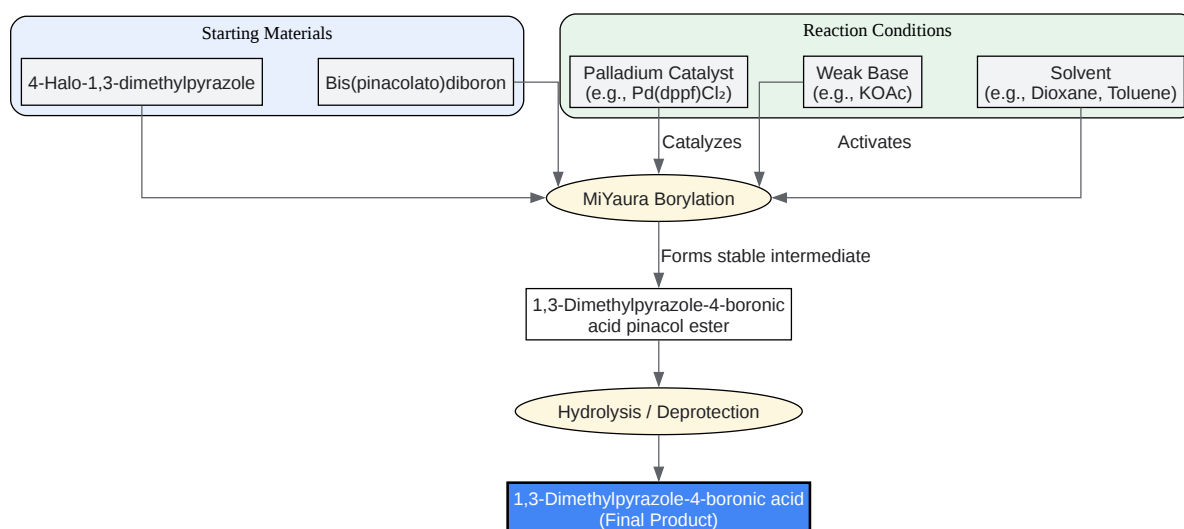 Starting Materials
Reaction Conditions
4-Halo-1,3-dimethylpyrazole
Bis(pinacolato)diboron
Palladium Catalyst
(e.g., Pd(dppf)Cl₂)
Weak Base
(e.g., KOAc)
Solvent
(e.g., Dioxane, Toluene)
Catalyzes
Activates
MiYaura Borylation
Forms stable intermediate
1,3-Dimethylpyrazole-4-boronic
acid pinacol ester
Hydrolysis / Deprotection
1,3-Dimethylpyrazole-4-boronic acid
(Final Product)